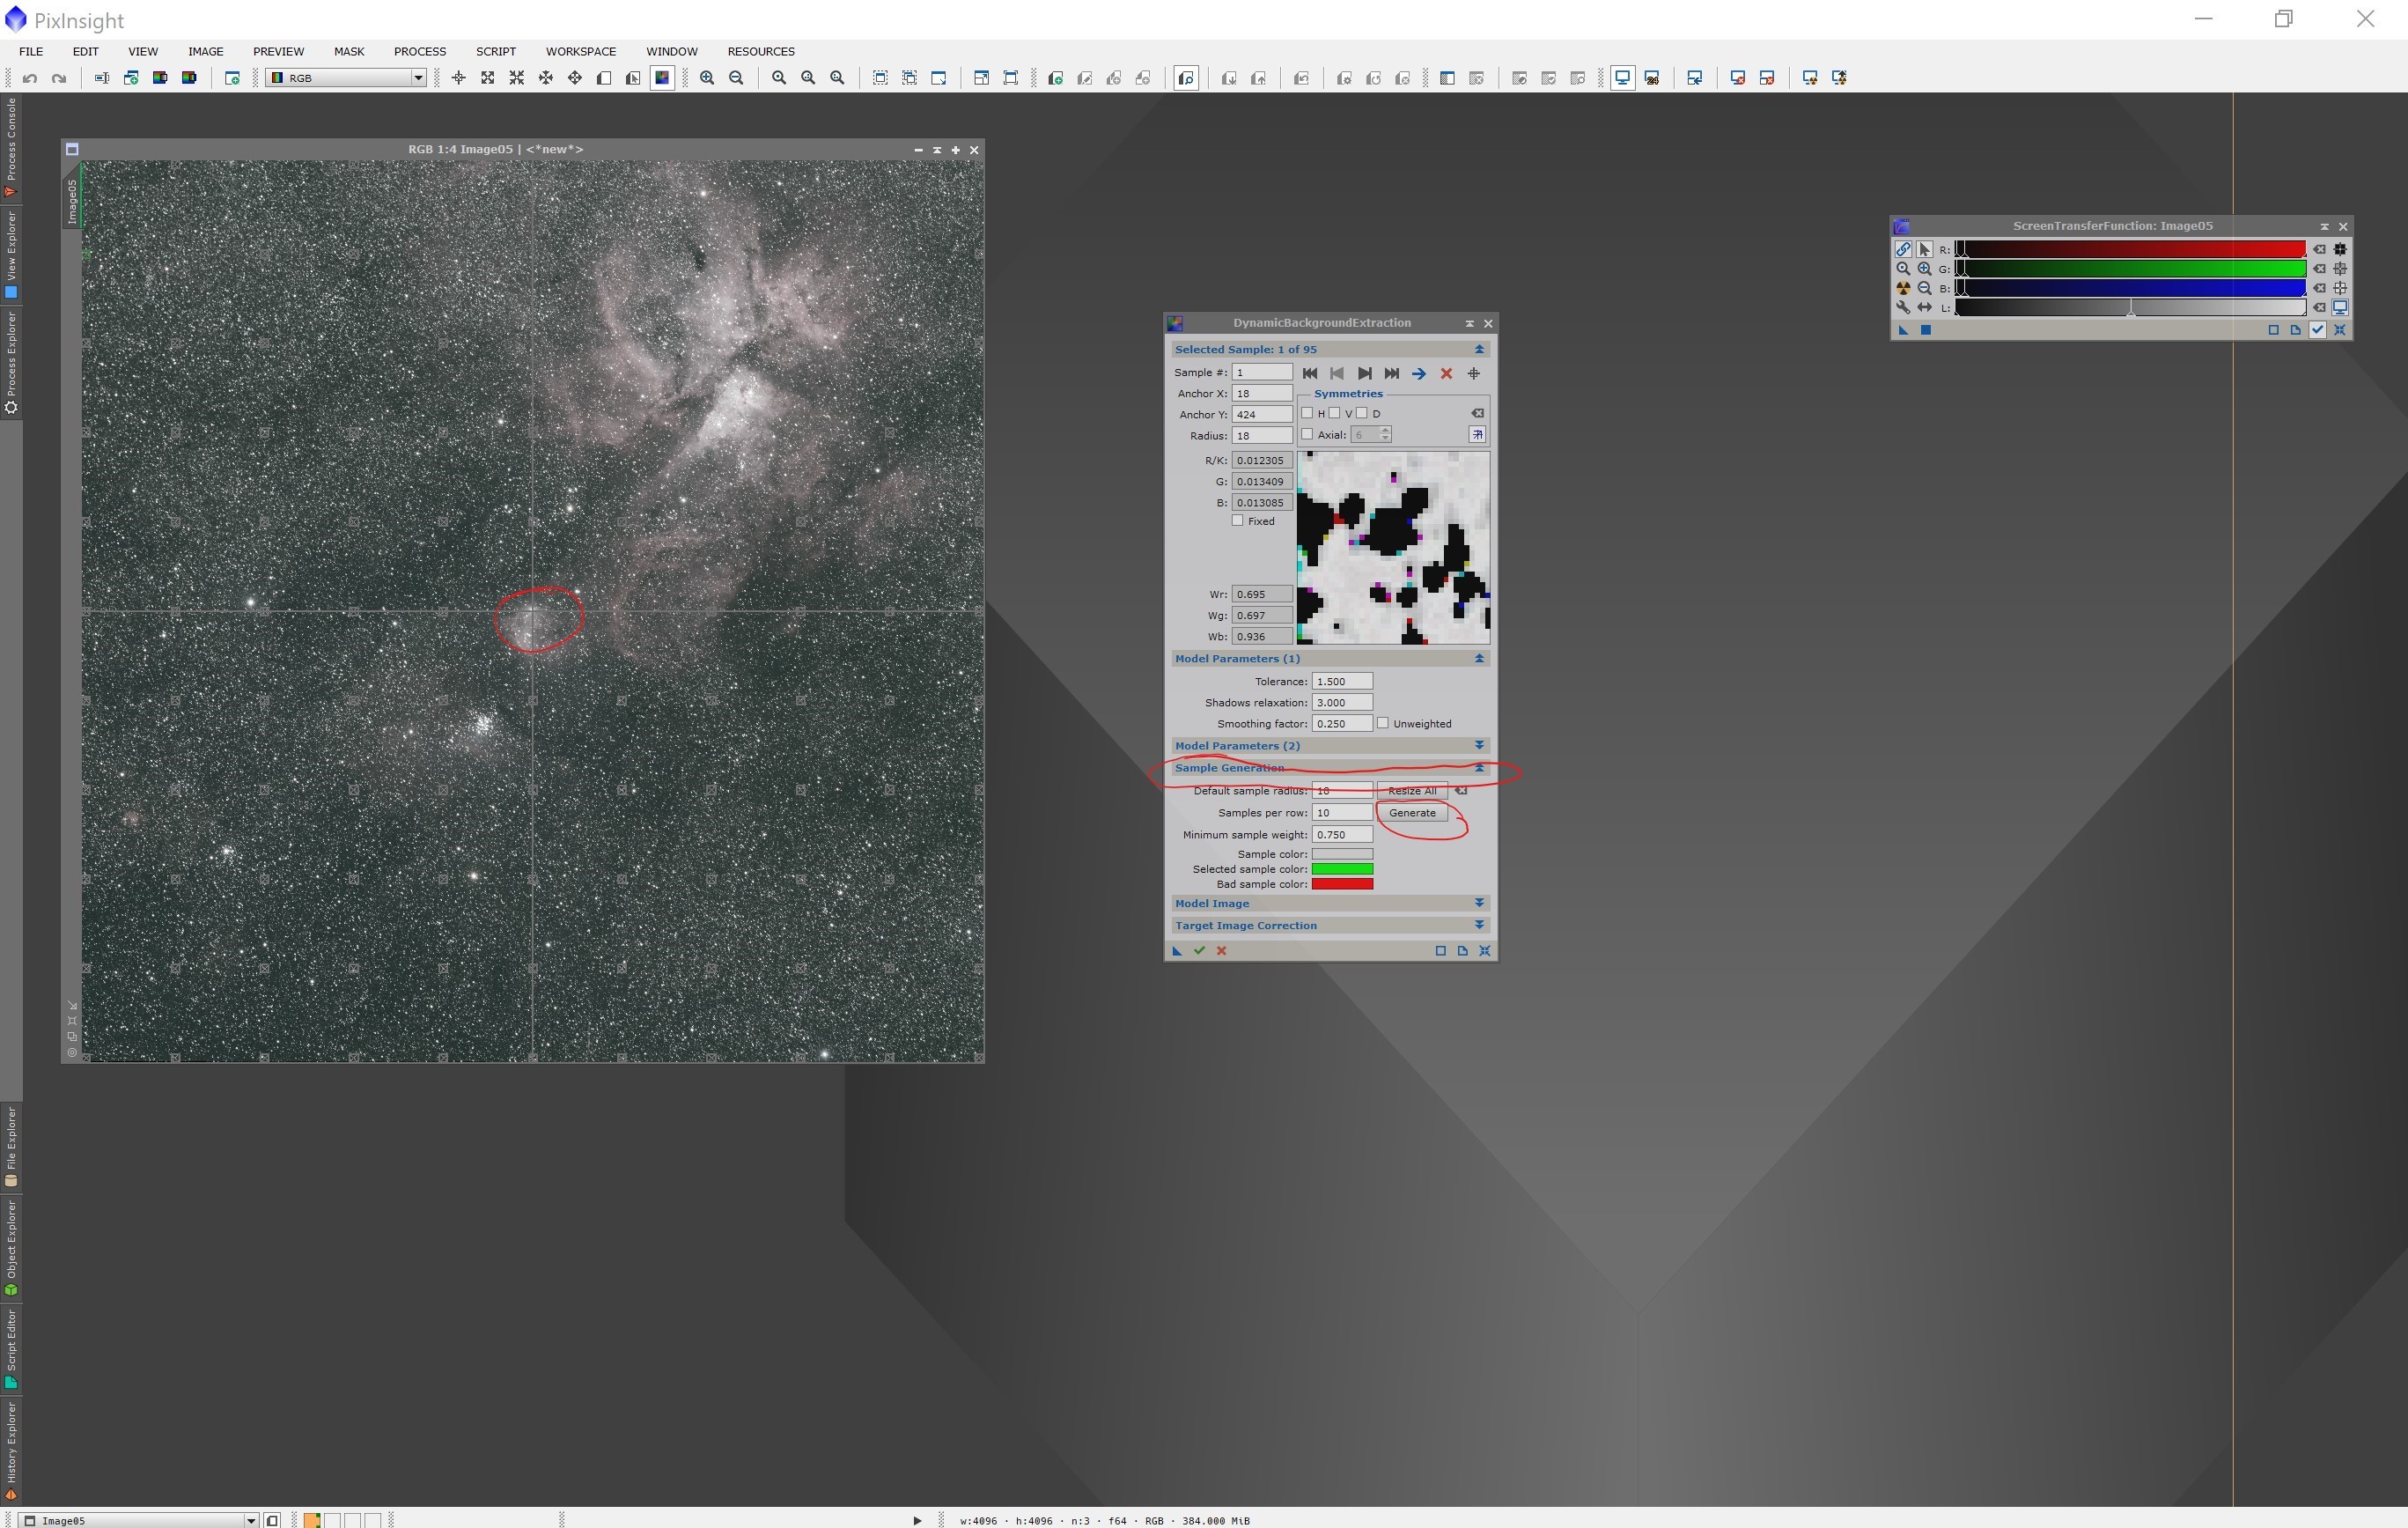 PixInsight
FILE EDIT VIEW IMAGE PREVIEW MASK PROCESS SCRIPT WORKSPACE WINDOW RESOURCES
RGB
Process Console
View Explorer
Process Explorer
File Explorer
Object Explorer
Script Editor
History Explorer
RGB 1:4 Image05 | <*new*>
Image05
ScreenTransferFunction: Image05
R:
G:
B:
L:
DynamicBackgroundExtraction
Selected Sample: 1 of 95
Sample #: 1
Anchor X: 18
Symmetries
Anchor Y: 424
H V D
Radius: 18
Axial: 6
R/K: 0.012305
G: 0.013409
B: 0.013085
Fixed
Wr: 0.695
Wg: 0.697
Wb: 0.936
Model Parameters (1)
Tolerance: 1.500
Shadows relaxation: 3.000
Smoothing factor: 0.250 Unweighted
Model Parameters (2)
Sample Generation
Default sample radius: 18 Resize All
Samples per row: 10 Generate
Minimum sample weight: 0.750
Sample color:
Selected sample color:
Bad sample color:
Model Image
Target Image Correction
Image05
w:4096 · h:4096 · n:3 · f64 · RGB · 384.000 MiB